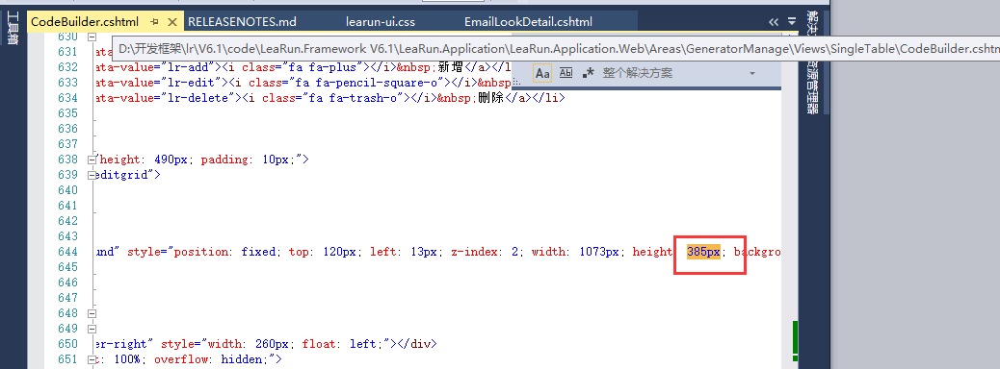 工具箱
CodeBuilder.cshtml
RELEASENOTES.md
learun-ui.css
EmailLookDetail.cshtml
630
D:\开发框架\lr\V6.1\code\LeaRun.Framework V6.1\LeaRun.Application\LeaRun.Application.Web\Areas\GeneratorManage\Views\SingleTable\CodeBuilder.cshtm
631 ata-
632 ata-value="lr-add"><i class="fa fa-plus"></i>&nbsp;新增</a></l
633 ata-value="lr-edit"><i class="fa fa-pencil-square-o"></i>&nbsp
634 ata-value="lr-delete"><i class="fa fa-trash-o"></i>&nbsp;删除</a></li>
Aa Ab .* 整个解决方案
资源管理器
635
636
637
638 "height: 490px; padding: 10px;">
639 editgrid">
640
641
642
643
644 und" style="position: fixed; top: 120px; left: 13px; z-index: 2; width: 1073px; height: 385px; backgro
645
646
647
648
649
650 er-right" style="width: 260px; float: left;"></div>
651 t: 100%; overflow: hidden;">